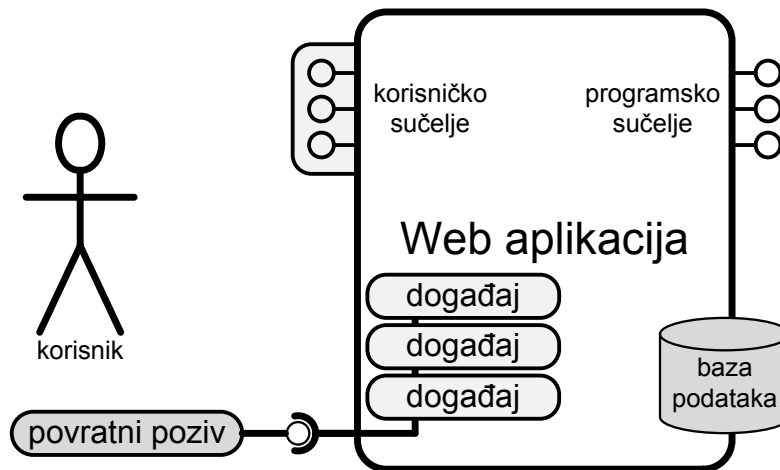 korisničko
sučelje
programsko
sučelje
Web aplikacija
događaj
događaj
događaj
korisnik
baza
podataka
povratni poziv